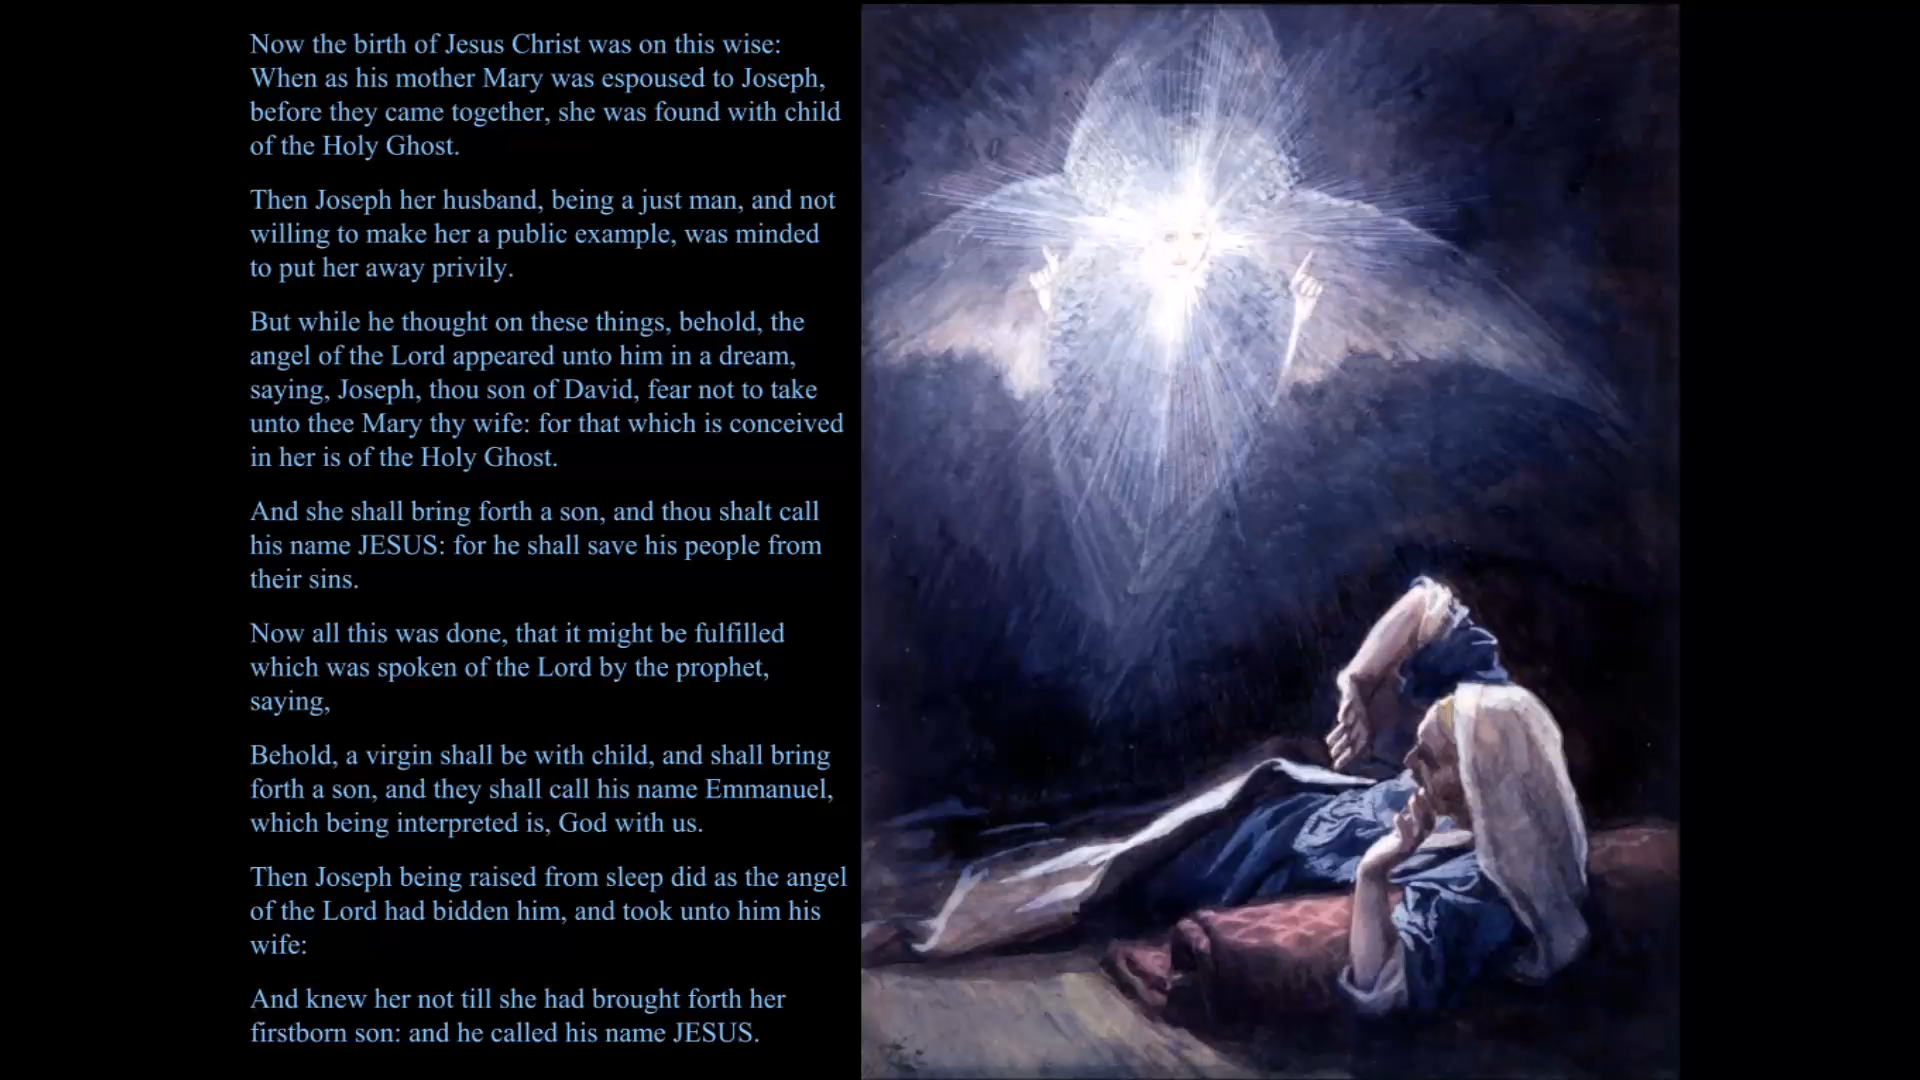 Now the birth of Jesus Christ was on this wise:
When as his mother Mary was espoused to Joseph,
before they came together, she was found with child
of the Holy Ghost.
Then Joseph her husband, being a just man, and not
willing to make her a public example, was minded
to put her away privily.
But while he thought on these things, behold, the
angel of the Lord appeared unto him in a dream,
saying, Joseph, thou son of David, fear not to take
unto thee Mary thy wife: for that which is conceived
in her is of the Holy Ghost.
And she shall bring forth a son, and thou shalt call
his name JESUS: for he shall save his people from
their sins.
Now all this was done, that it might be fulfilled
which was spoken of the Lord by the prophet,
saying,
Behold, a virgin shall be with child, and shall bring
forth a son, and they shall call his name Emmanuel,
which being interpreted is, God with us.
Then Joseph being raised from sleep did as the angel
of the Lord had bidden him, and took unto him his
wife:
And knew her not till she had brought forth her
firstborn son: and he called his name JESUS.